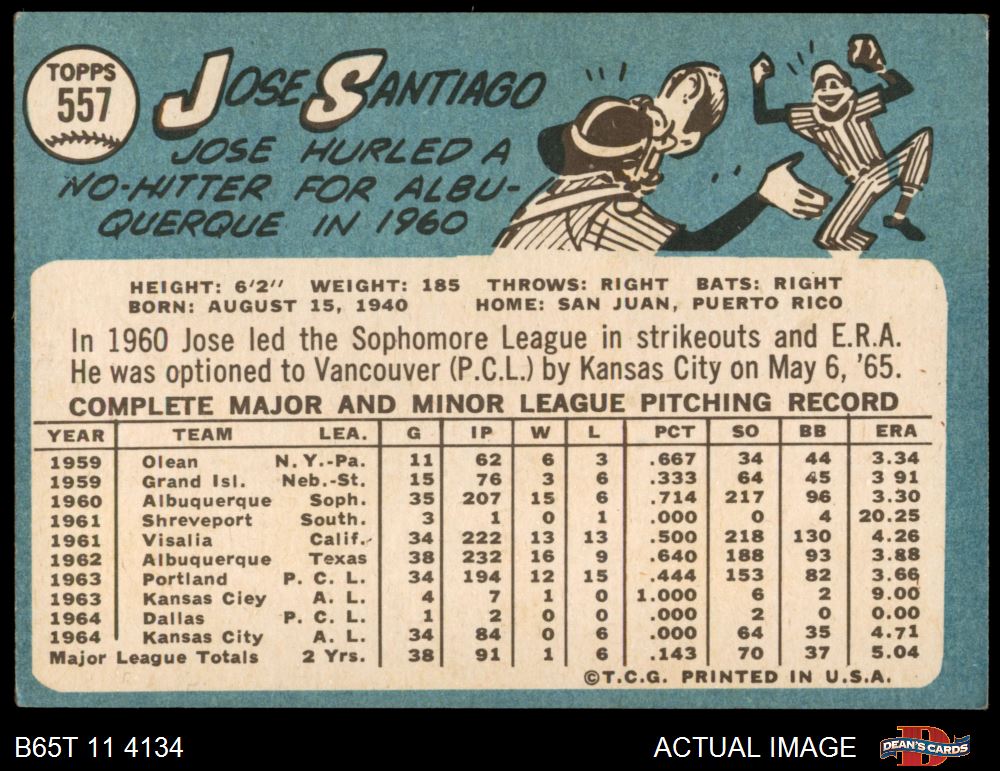 TOPPS
557
JOSE SANTIAGO
JOSE HURLED A
NO-HITTER FOR ALBU-
QUERQUE IN 1960
HEIGHT: 6'2" WEIGHT: 185 THROWS: RIGHT BATS: RIGHT
BORN: AUGUST 15, 1940 HOME: SAN JUAN, PUERTO RICO
In 1960 Jose led the Sophomore League in strikeouts and E.R.A.
He was optioned to Vancouver (P.C.L.) by Kansas City on May 6, '65.
COMPLETE MAJOR AND MINOR LEAGUE PITCHING RECORD
YEAR TEAM LEA. G IP W L PCT SO BB ERA
1959 Olean N.Y.-Pa. 11 62 6 3 .667 34 44 3.34
1959 Grand Isl. Neb.-St. 15 76 3 6 .333 64 45 3 91
1960 Albuquerque Soph. 35 207 15 6 .714 217 96 3.30
1961 Shreveport South. 3 1 0 1 .000 0 4 20.25
1961 Visalia Calif. 34 222 13 13 .500 218 130 4.26
1962 Albuquerque Texas 38 232 16 9 .640 188 93 3.88
1963 Portland P. C. L. 34 194 12 15 .444 153 82 3.66
1963 Kansas Ciey A. L. 4 7 1 0 1.000 6 2 9.00
1964 Dallas P. C. L. 1 2 0 0 .000 2 0 0.00
1964 Kansas City A. L. 34 84 0 6 .000 64 35 4.71
Major League Totals 2 Yrs. 38 91 1 6 .143 70 37 5.04
©T.C.G. PRINTED IN U.S.A.
B65T 11 4134 ACTUAL IMAGE DEAN'S CARDS